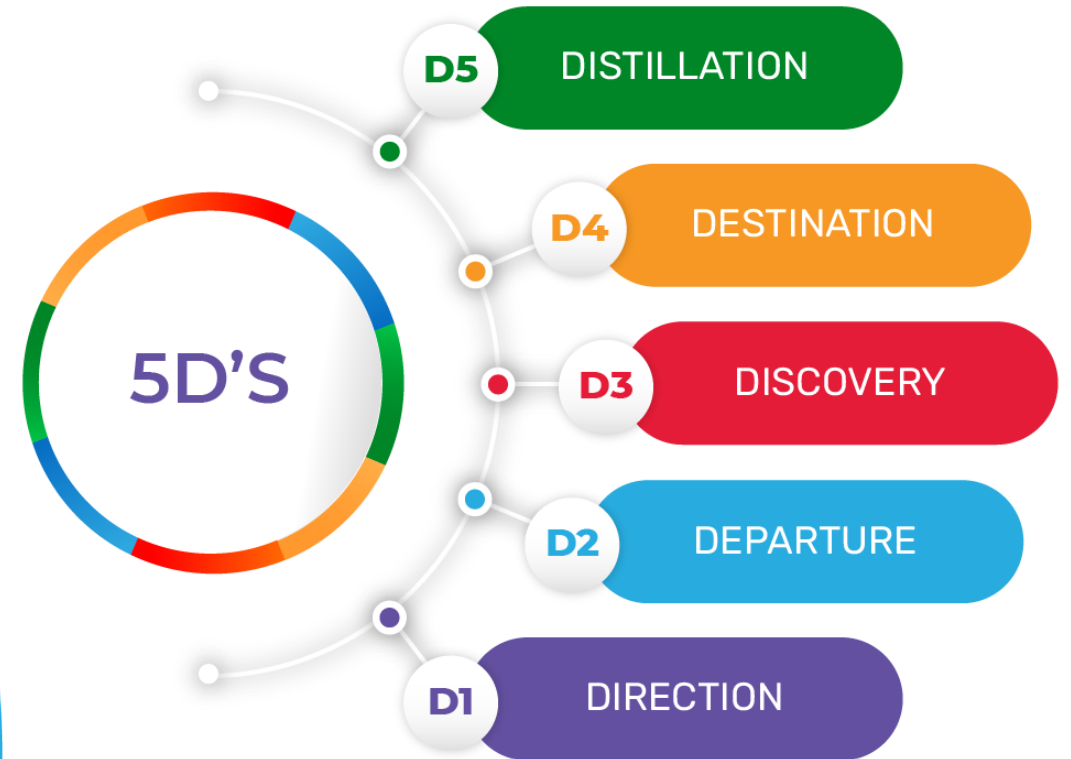 D5 DISTILLATION
D4 DESTINATION
5D'S
D3 DISCOVERY
D2 DEPARTURE
D1 DIRECTION